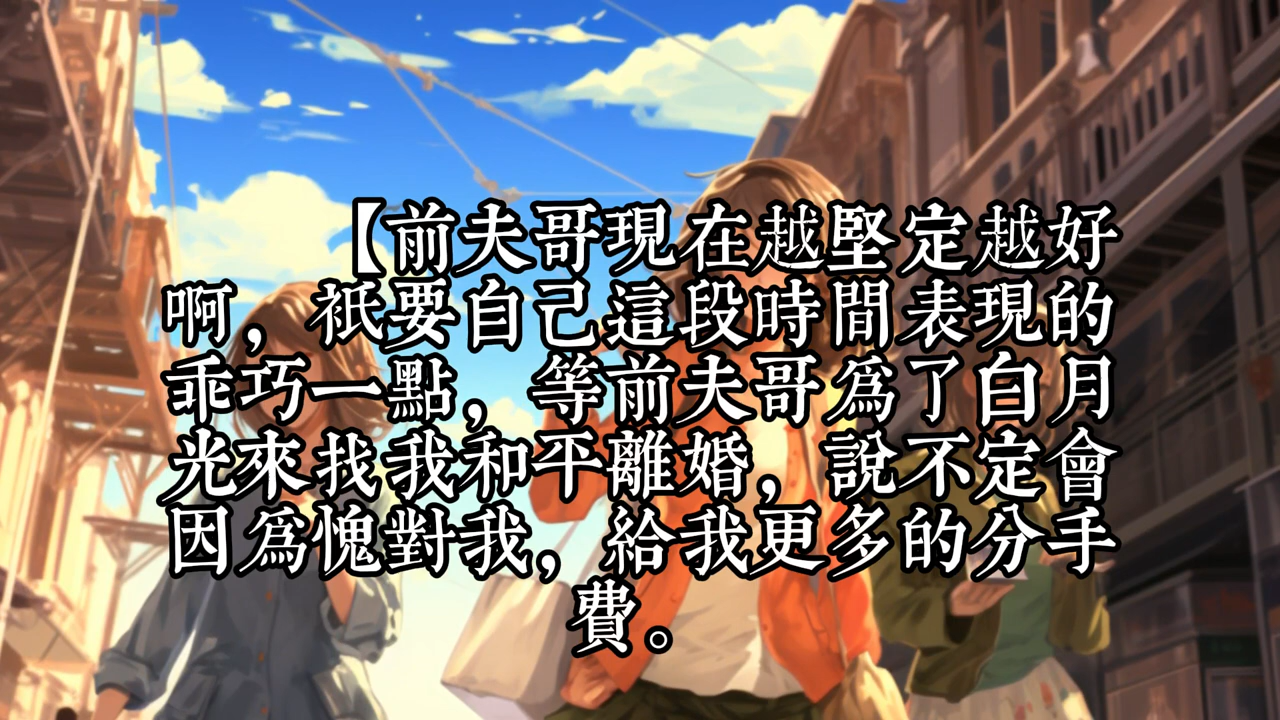 【前夫哥現在越堅定越好
啊，衹要自己這段時間表現的
乖巧一點，等前夫哥爲了白月
光來找我和平離婚，說不定會
因爲愧對我，給我更多的分手
費。